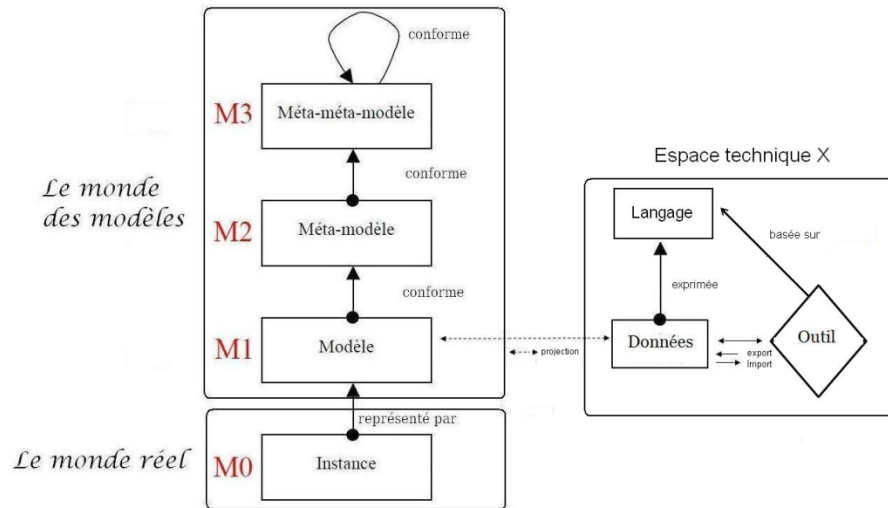 conforme
M3
Méta-méta-modèle
conforme
Le monde
des modèles
M2
Méta-modèle
conforme
M1
Modèle
projection
représenté par
Le monde réel
M0
Instance
Espace technique X
Langage
basée sur
exprimée
Données
Outil
export
Import